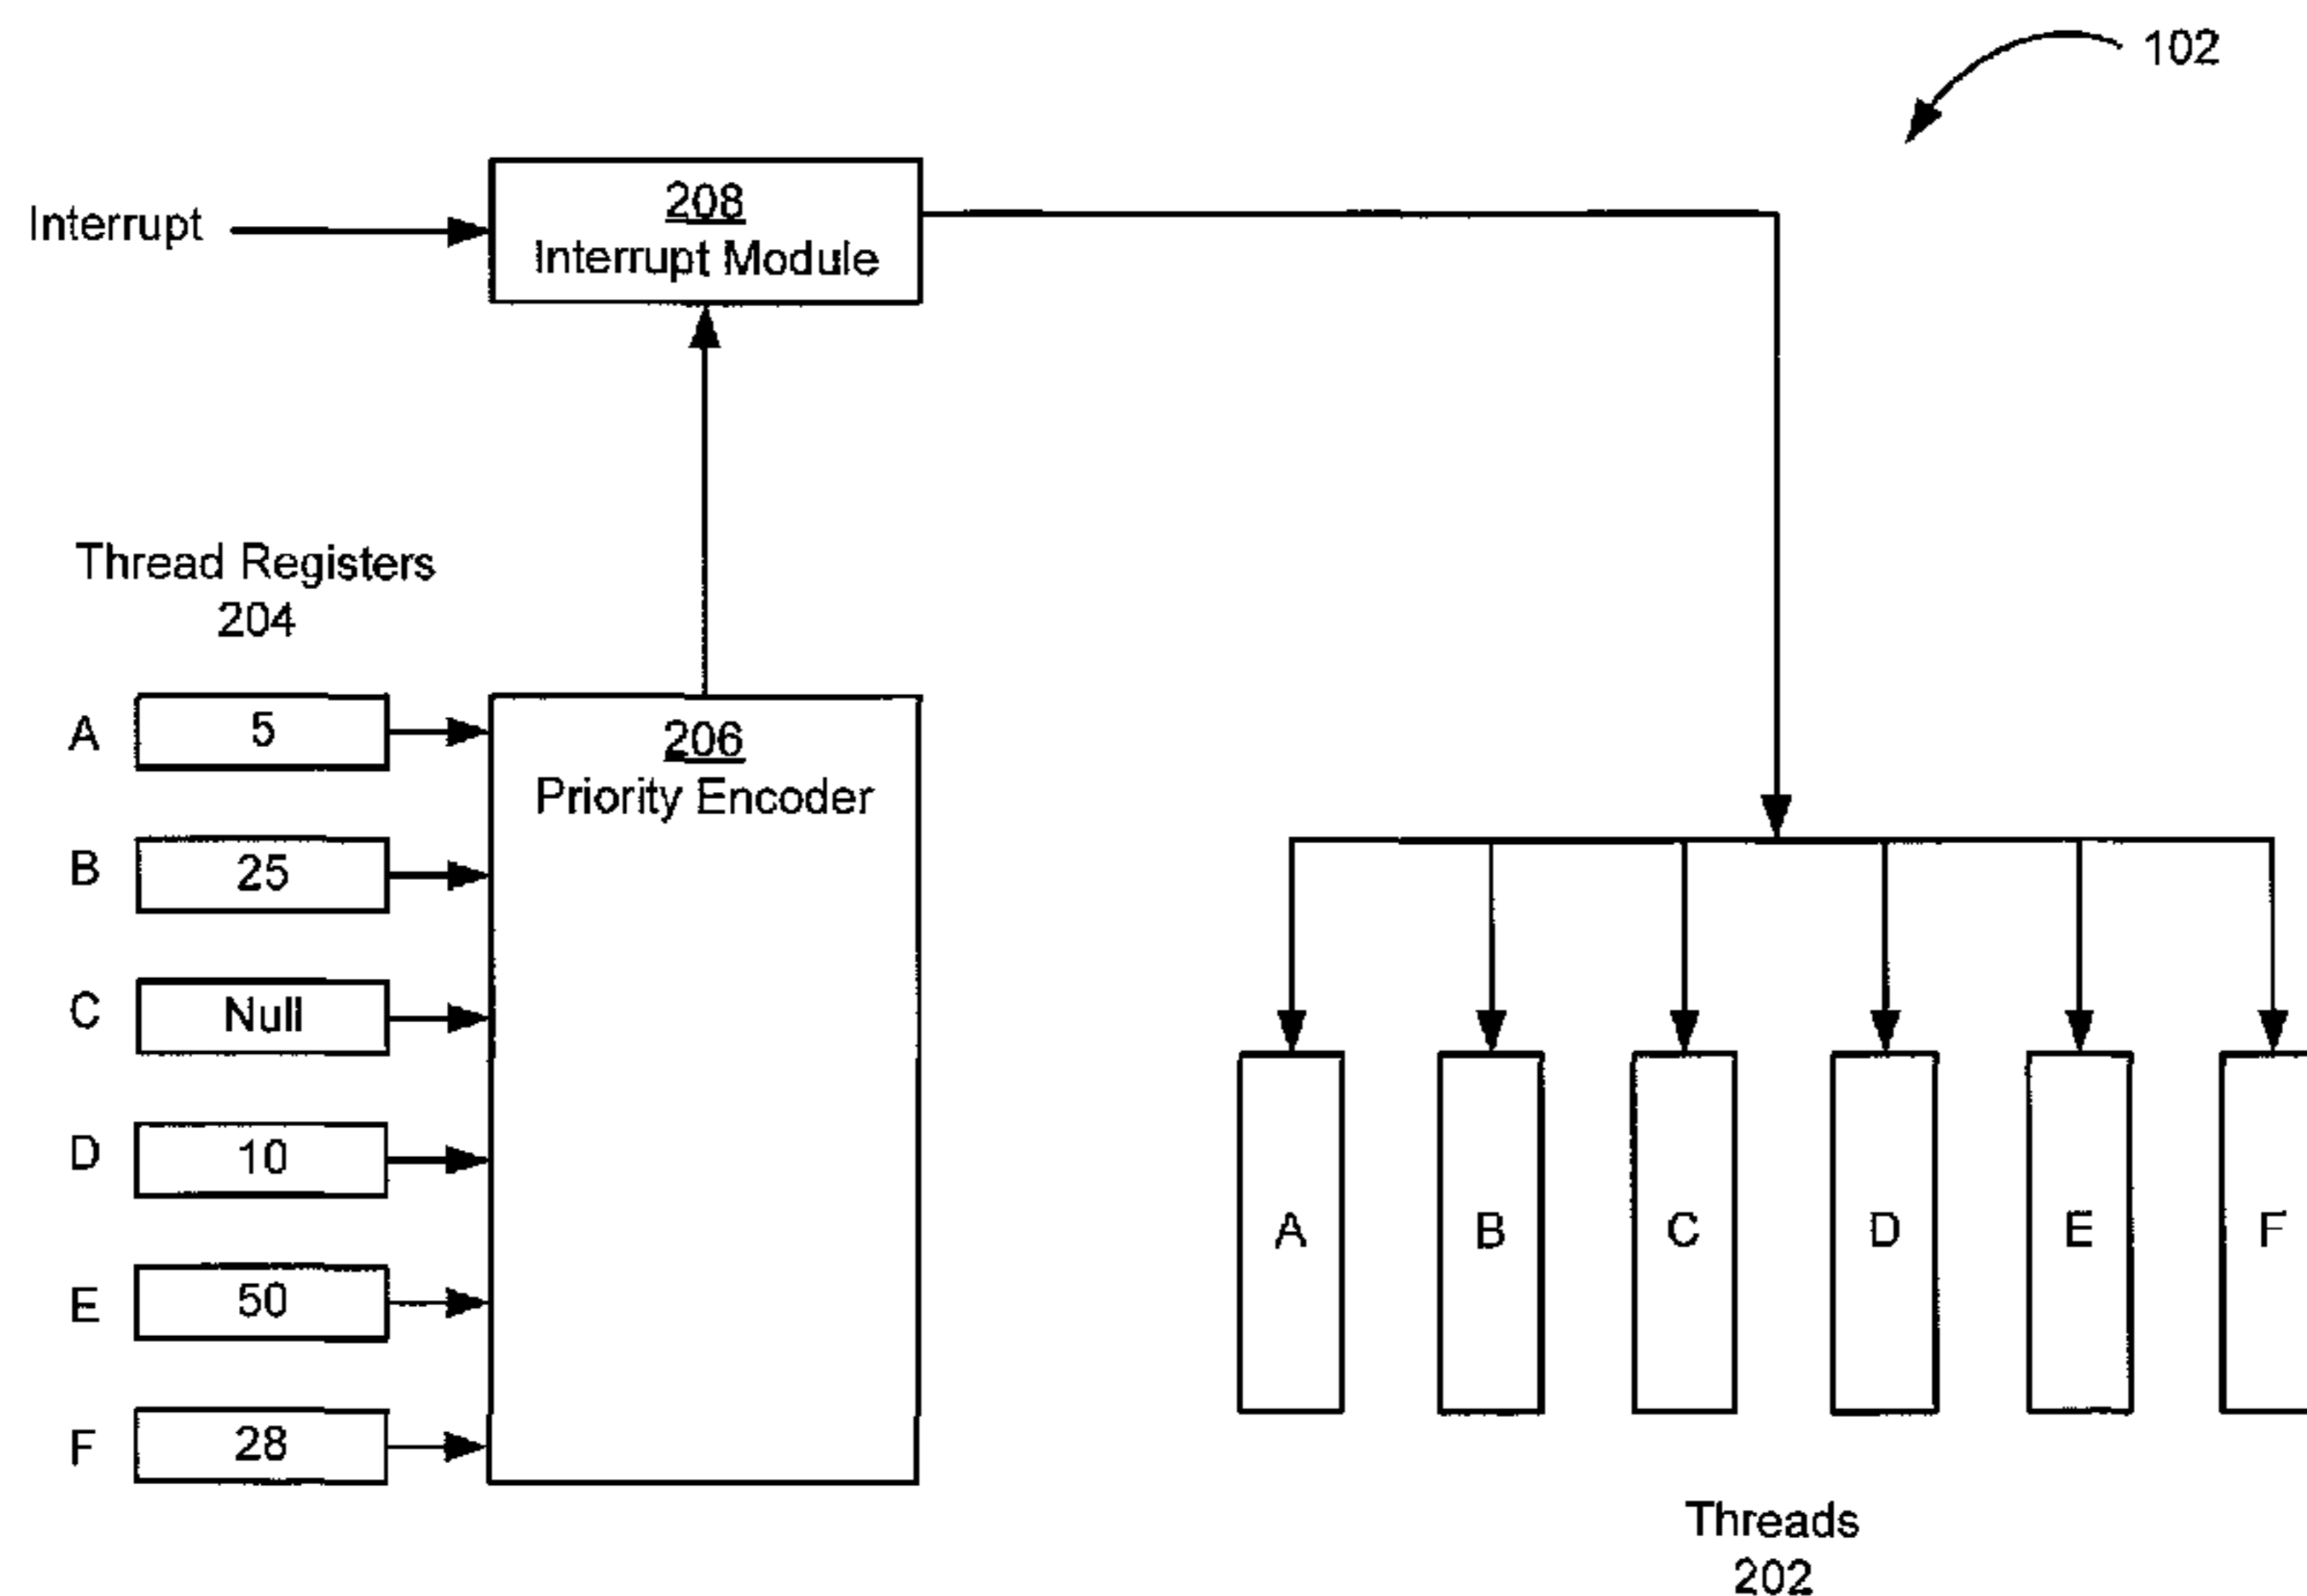 102
208
Interrupt Module
Interrupt
Thread Registers
204
A
5
B
25
C
Null
D
10
E
50
F
28
206
Priority Encoder
A
B
C
D
E
F
Threads
202